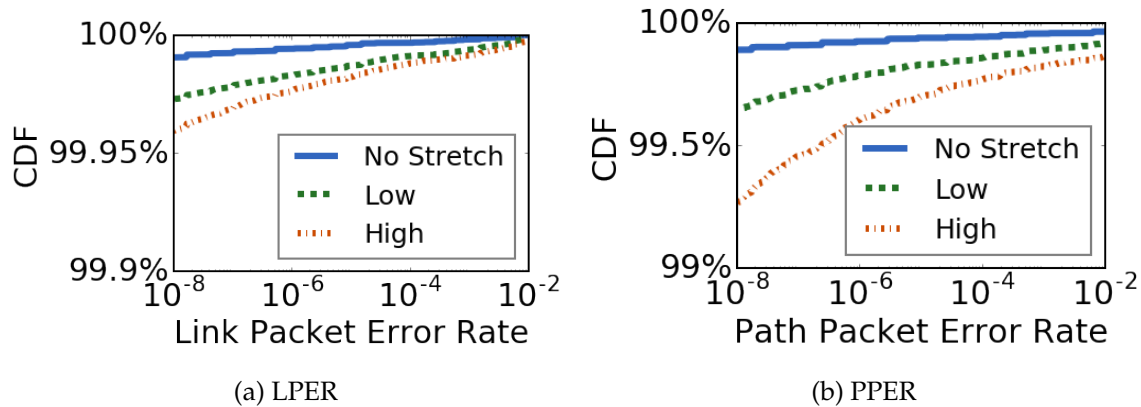 100%
99.95%
99.9%
CDF
No Stretch
Low
High
10⁻⁸ 10⁻⁶ 10⁻⁴ 10⁻²
Link Packet Error Rate
(a) LPER
100%
99.5%
99%
CDF
No Stretch
Low
High
10⁻⁸ 10⁻⁶ 10⁻⁴ 10⁻²
Path Packet Error Rate
(b) PPER